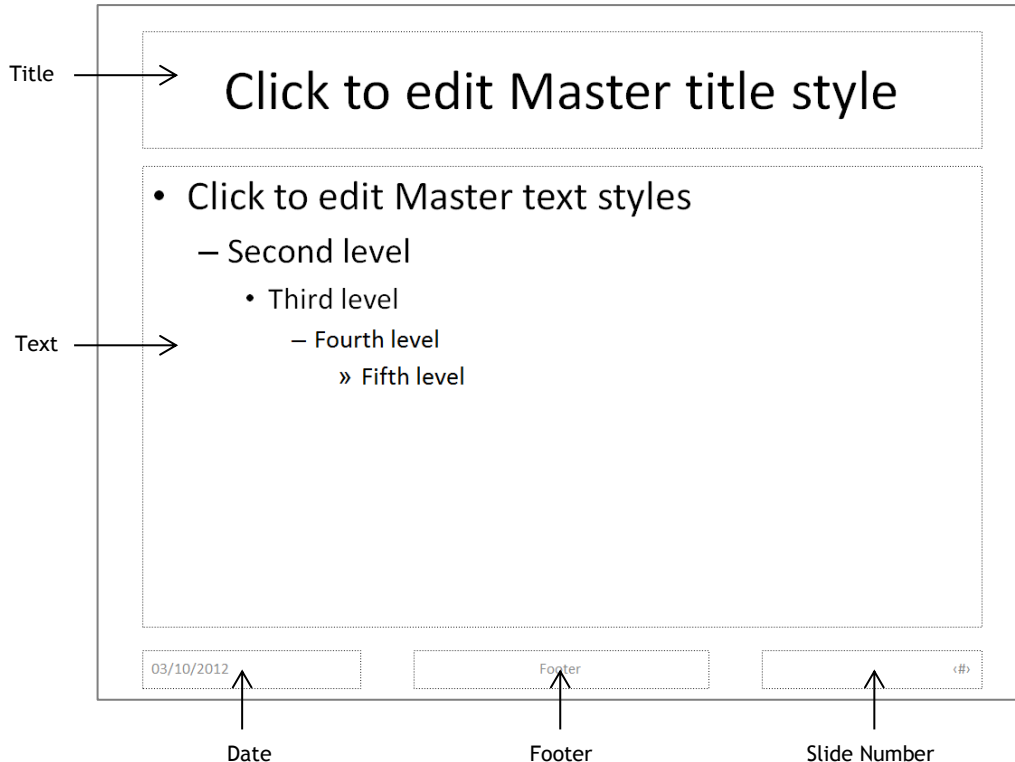 Title
Click to edit Master title style
• Click to edit Master text styles
– Second level
• Third level
– Fourth level
» Fifth level
Text
03/10/2012 Footer ‹#›
Date Footer Slide Number